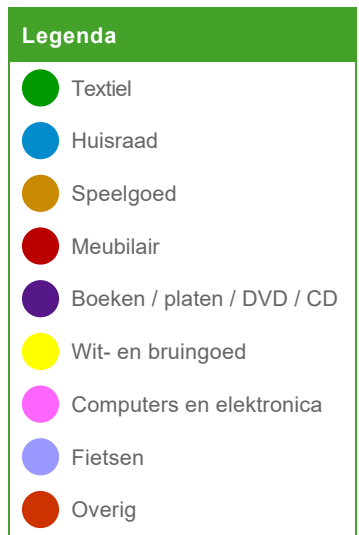 Legenda
Textiel
Huisraad
Speelgoed
Meubilair
Boeken / platen / DVD / CD
Wit- en bruingoed
Computers en elektronica
Fietsen
Overig